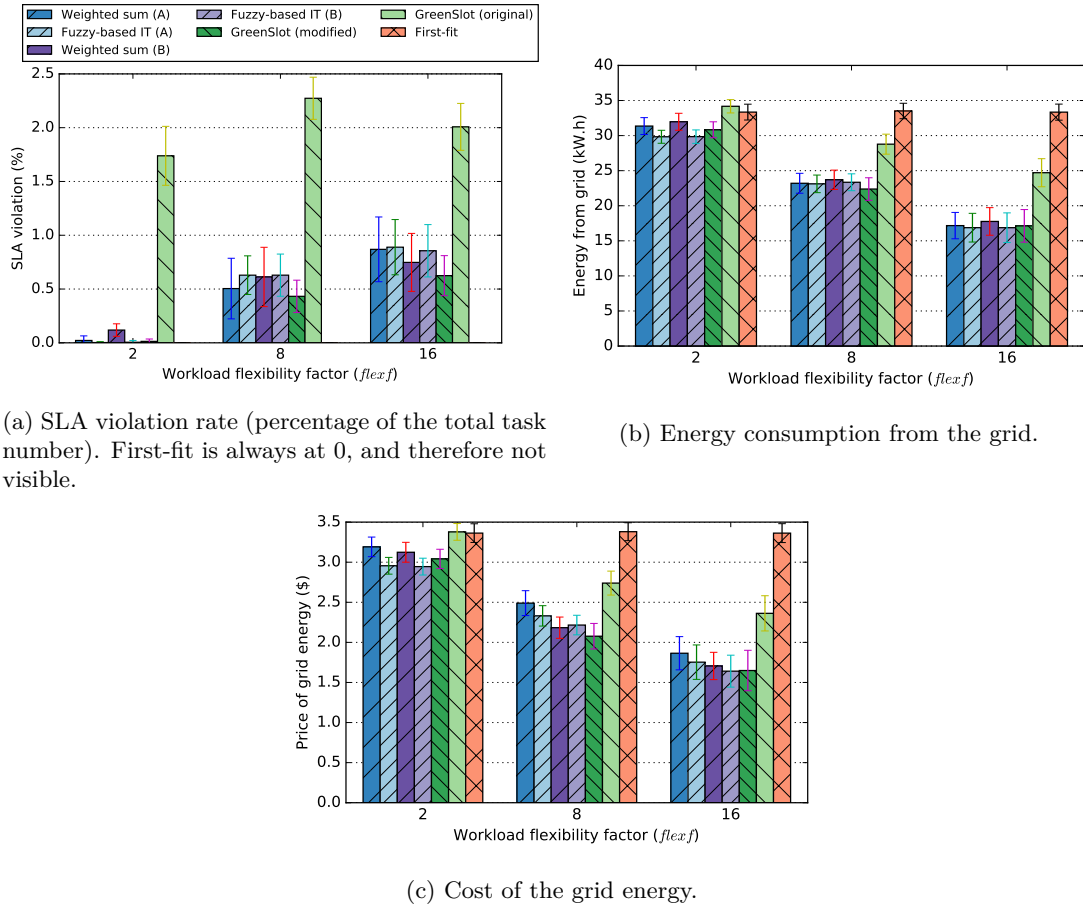 Weighted sum (A)
Fuzzy-based IT (A)
Weighted sum (B)
Fuzzy-based IT (B)
GreenSlot (modified)
GreenSlot (original)
First-fit
SLA violation (%)
2.5
2.0
1.5
1.0
0.5
0.0
2 8 16
Workload flexibility factor (flexf)
(a) SLA violation rate (percentage of the total task
number). First-fit is always at 0, and therefore not
visible.
Energy from grid (kW.h)
40
35
30
25
20
15
10
5
0
2 8 16
Workload flexibility factor (flexf)
(b) Energy consumption from the grid.
Price of grid energy ($)
3.5
3.0
2.5
2.0
1.5
1.0
0.5
0.0
2 8 16
Workload flexibility factor (flexf)
(c) Cost of the grid energy.